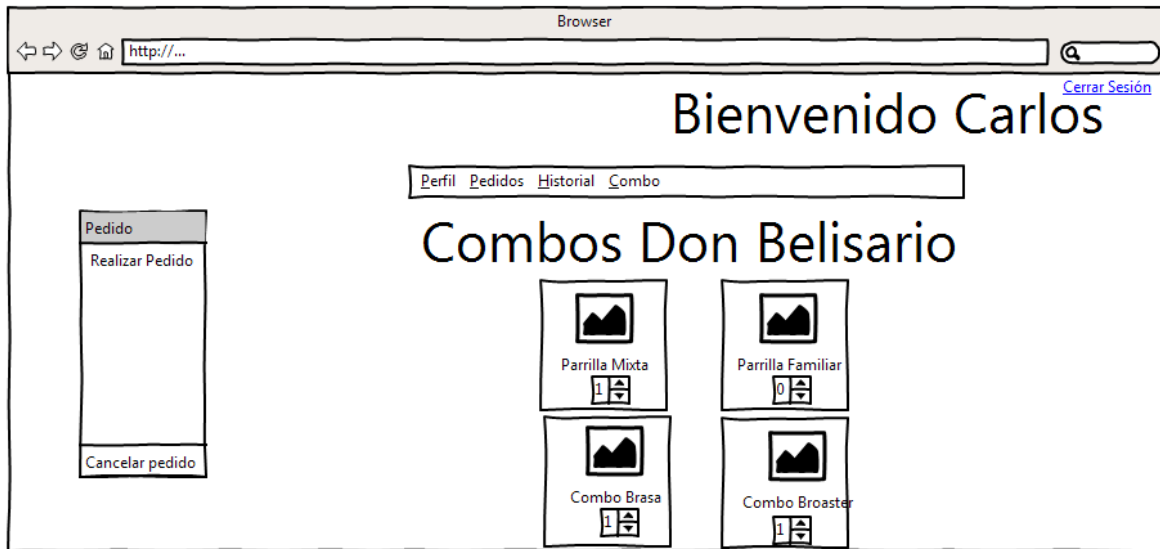 Browser
http://...
Cerrar Sesión
Bienvenido Carlos
Perfil Pedidos Historial Combo
Pedido
Realizar Pedido
Cancelar pedido
Combos Don Belisario
Parrilla Mixta
1
Parrilla Familiar
0
Combo Brasa
1
Combo Broaster
1